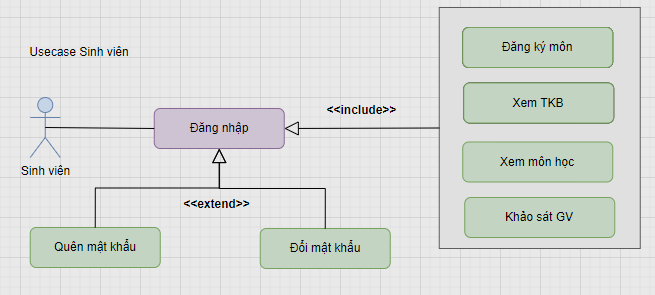 Usecase Sinh viên
Đăng ký môn
<<include>>
Xem TKB
Đăng nhập
Sinh viên
Xem môn học
<<extend>>
Khảo sát GV
Quên mật khẩu
Đổi mật khẩu